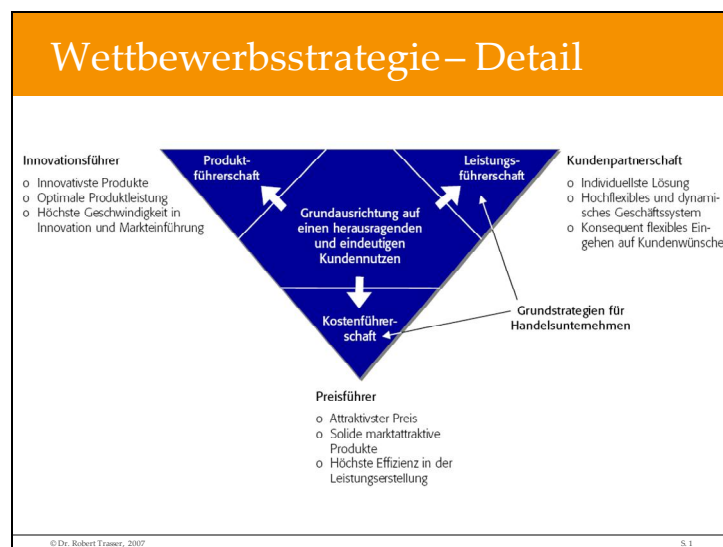 Wettbewerbsstrategie – Detail
Innovationsführer
o Innovativste Produkte
o Optimale Produktleistung
o Höchste Geschwindigkeit in
Innovation und Markteinführung
Produkt-
führerschaft
Leistungs-
führerschaft
Kundenpartnerschaft
o Individuellste Lösung
o Hochflexibles und dynami-
sches Geschäftssystem
o Konsequent flexibles Ein-
gehen auf Kundenwünsche
Grundausrichtung auf
einen herausragenden
und eindeutigen
Kundennutzen
Kostenführer-
schaft
Grundstrategien für
Handelsunternehmen
Preisführer
o Attraktivster Preis
o Solide marktattraktive
Produkte
o Höchste Effizienz in der
Leistungserstellung
© Dr. Robert Trasser, 2007
S. 1